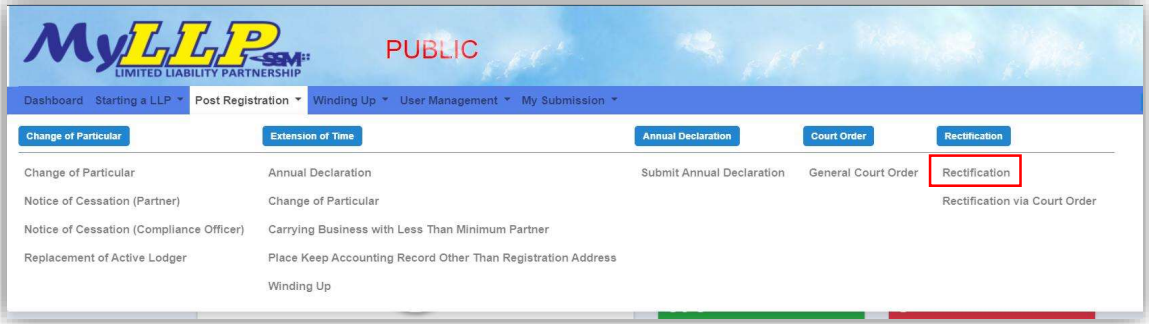 MyLLP SSM
LIMITED LIABILITY PARTNERSHIP
PUBLIC
Dashboard Starting a LLP Post Registration Winding Up User Management My Submission
Change of Particular Extension of Time Annual Declaration Court Order Rectification
Change of Particular Annual Declaration Submit Annual Declaration General Court Order Rectification
Notice of Cessation (Partner) Change of Particular Rectification via Court Order
Notice of Cessation (Compliance Officer) Carrying Business with Less Than Minimum Partner
Replacement of Active Lodger Place Keep Accounting Record Other Than Registration Address
Winding Up